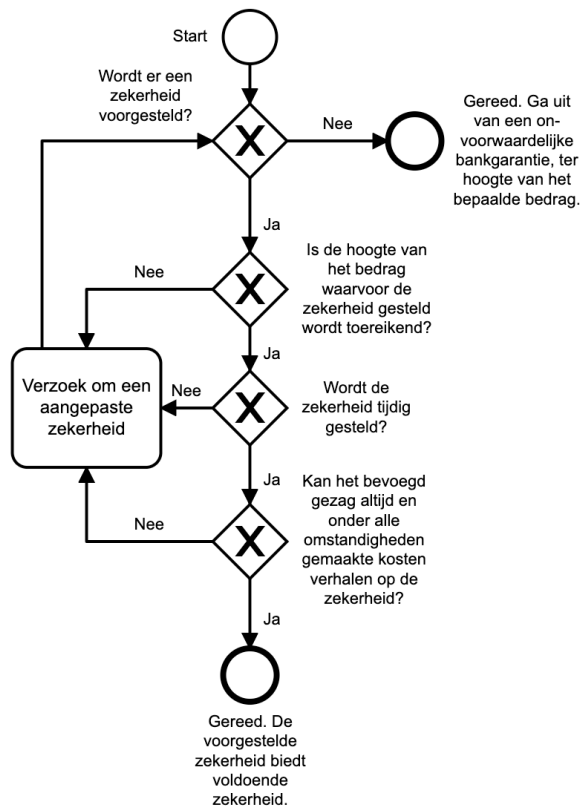 Start
Wordt er een
zekerheid
voorgesteld?
X
Nee
Gereed. Ga uit
van een on-
voorwaardelijke
bankgarantie, ter
hoogte van het
bepaalde bedrag.
Ja
Is de hoogte van
het bedrag
waarvoor de
zekerheid gesteld
wordt toereikend?
X
Nee
Ja
Verzoek om een
aangepaste
zekerheid
Nee
X
Wordt de
zekerheid tijdig
gesteld?
Ja
Kan het bevoegd
gezag altijd en
onder alle
omstandigheden
gemaakte kosten
verhalen op de
zekerheid?
Nee
X
Ja
Gereed. De
voorgestelde
zekerheid biedt
voldoende
zekerheid.